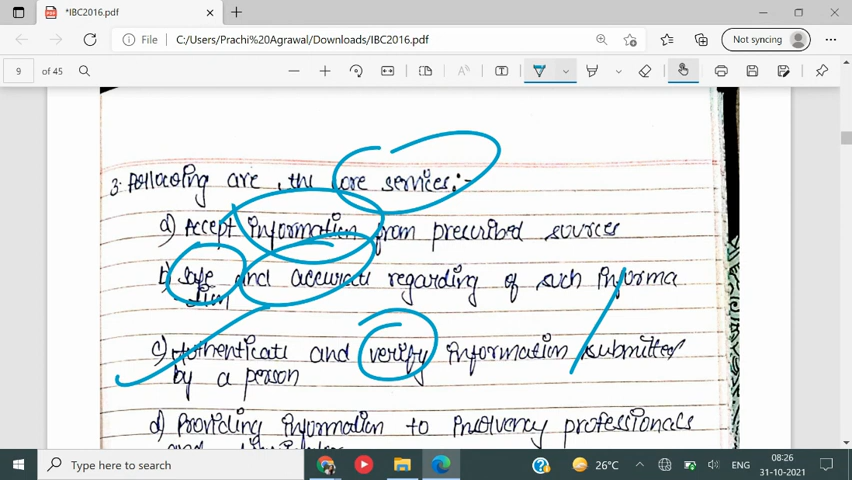 *IBC2016.pdf
File
C:/Users/Prachi%20Agrawal/Downloads/IBC2016.pdf
Not syncing
9 of 45
3. Following are the core services:-
a) Accept information from prescribed sources
b) Safe and accurate regarding of such informa
-tion
c) Authenticate and verify information submitted
by a person
d) Providing information to insolvency professionals
Type here to search
26°C
ENG
08:26
31-10-2021